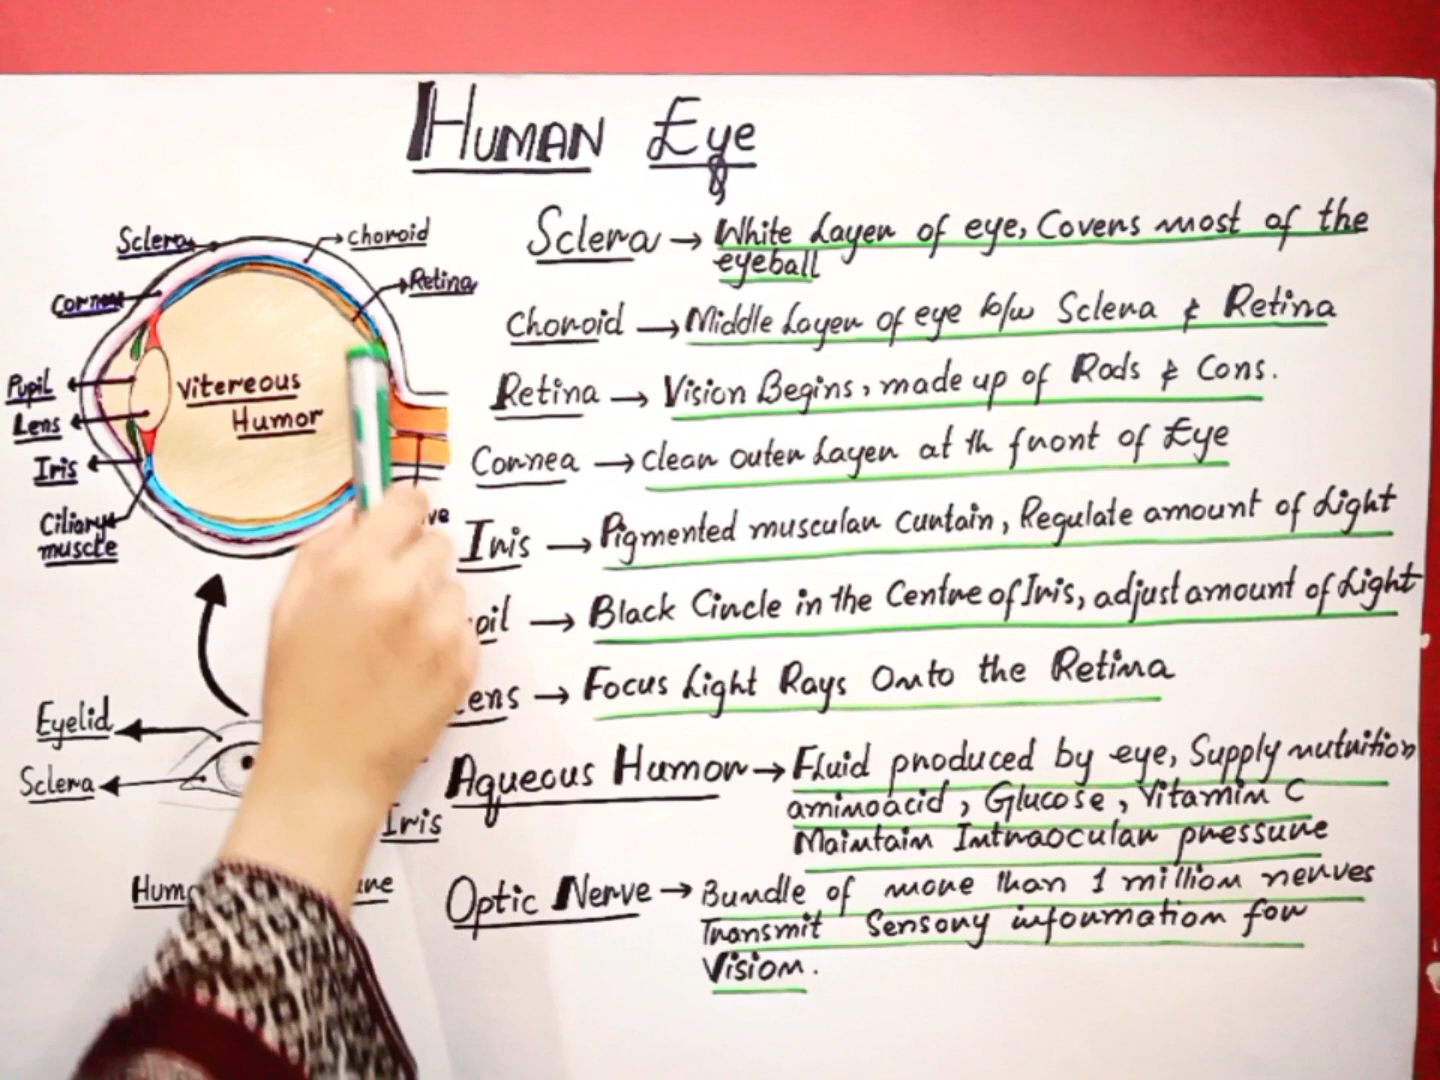 Human Eye
Sclera
choroid
Retina
Cornea
Pupil
Lens
Iris
Ciliary
muscle
Vitereous
Humor
Eyelid
Sclera
Iris
Sclera → White Layer of eye, Covers most of the
eyeball
Choroid → Middle Layer of eye b/w Sclera & Retina
Retina → Vision Begins, made up of Rods & Cons.
Cornea → clear outer Layer at th front of Eye
Iris → Pigmented muscular Curtain, Regulate amount of Light
→ Black Circle in the Centre of Iris, adjust amount of Light
→ Focus Light Rays Onto the Retina
Aqueous Humor → Fluid produced by eye, Supply nutrition
aminoacid, Glucose, Vitamin C
Maintain Intraocular pressure
Optic Nerve → Bundle of more than 1 million nerves
Transmit Sensory information for
Vision.